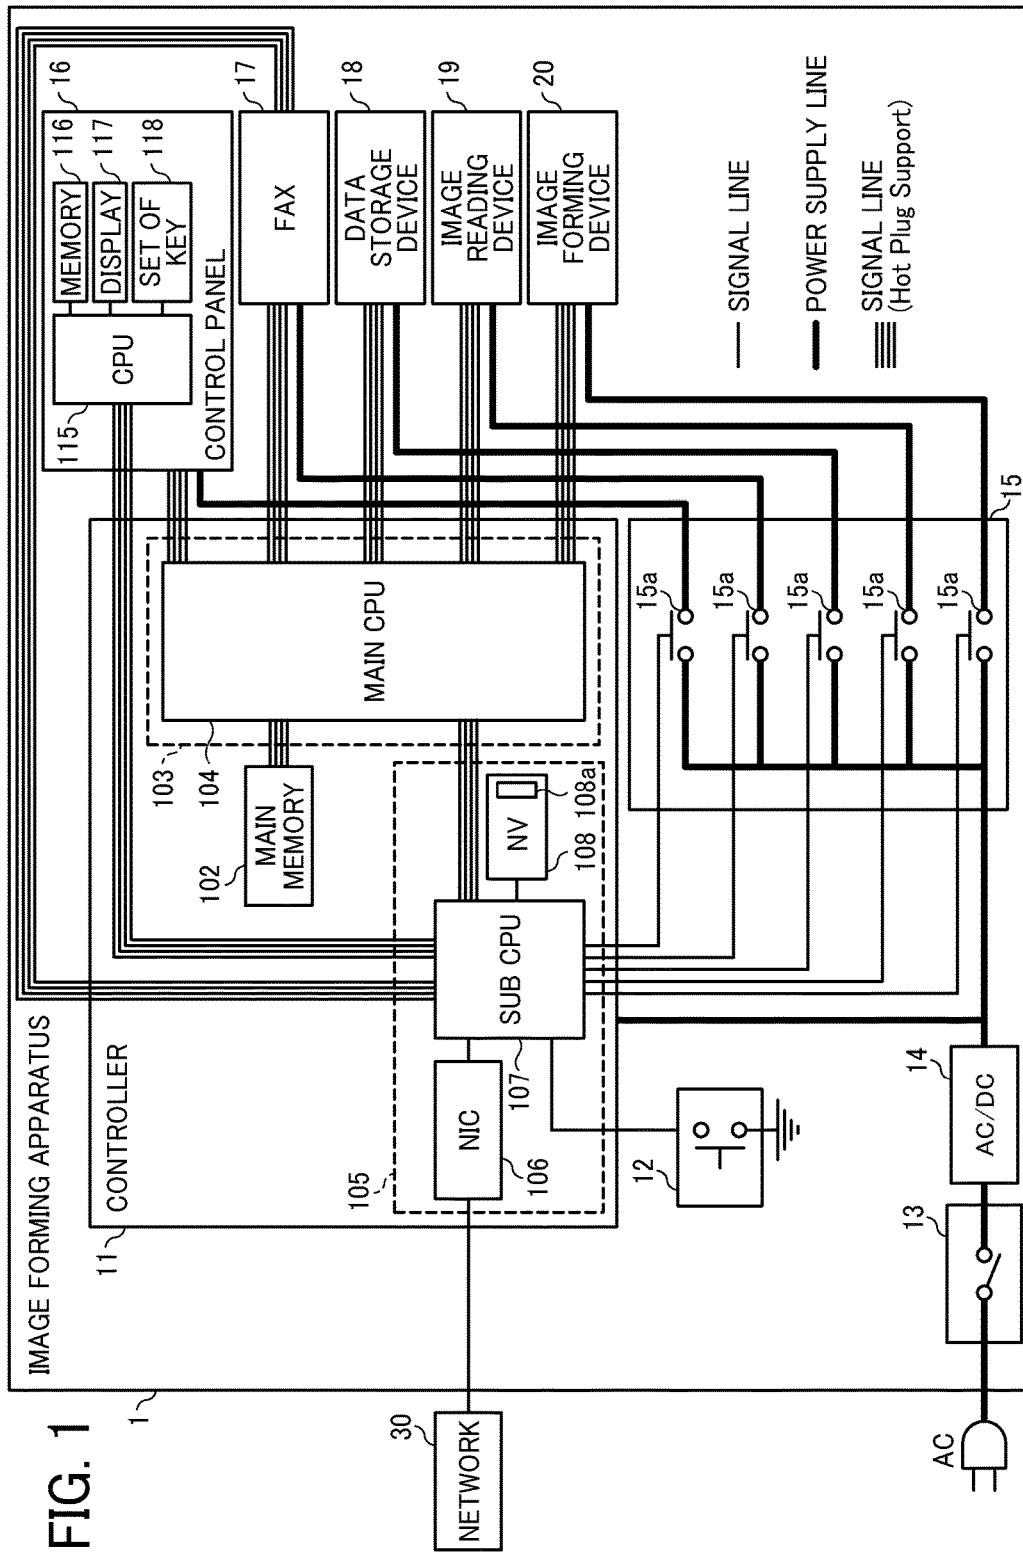 FIG. 1
1
IMAGE FORMING APPARATUS
11
CONTROLLER
30
NETWORK
105
NIC
106
SUB CPU
107
NV
108
108a
102
MAIN
MEMORY
103
104
MAIN CPU
115
CPU
MEMORY
DISPLAY
SET OF
KEY
CONTROL PANEL
16
116
117
118
FAX
17
DATA
STORAGE
DEVICE
18
IMAGE
READING
DEVICE
19
IMAGE
FORMING
DEVICE
20
12
AC
13
AC/DC
14
15a
15a
15a
15a
15a
15
SIGNAL LINE
POWER SUPPLY LINE
SIGNAL LINE
(Hot Plug Support)